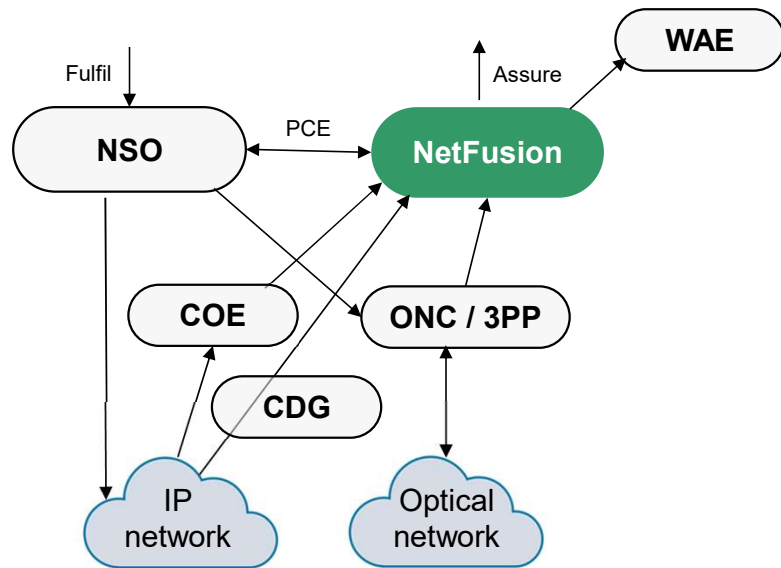 WAE
Fulfil
Assure
NSO
PCE
NetFusion
COE
ONC / 3PP
CDG
IP
network
Optical
network